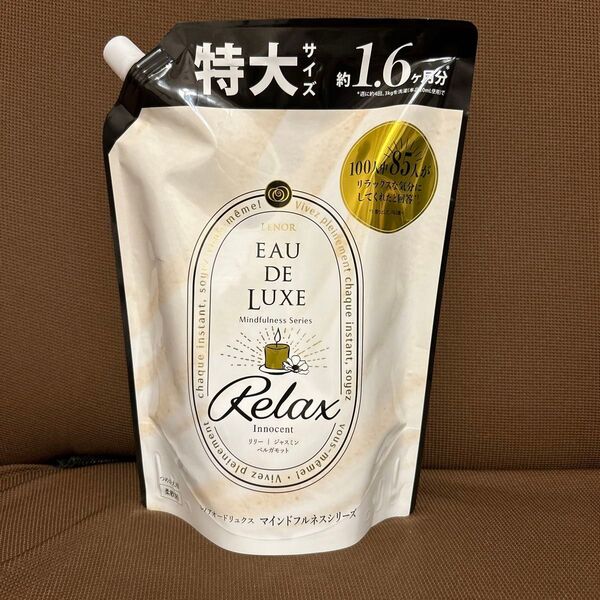 特大サイズ
約1.6ヶ月分*
100人中85人が
リラックスな気分に
してくれたと回答
LENOR
EAU
DE
LUXE
Mindfulness Series
Relax
Innocent
リリー | ジャスミン
ベルガモット
chaque instant, soyez vous-même! • Vivez pleinement chaque instant, soyez vous-même! • Vivez pleinement
つめかえ用
柔軟剤
レノアオードリュクス マインドフルネスシリーズ